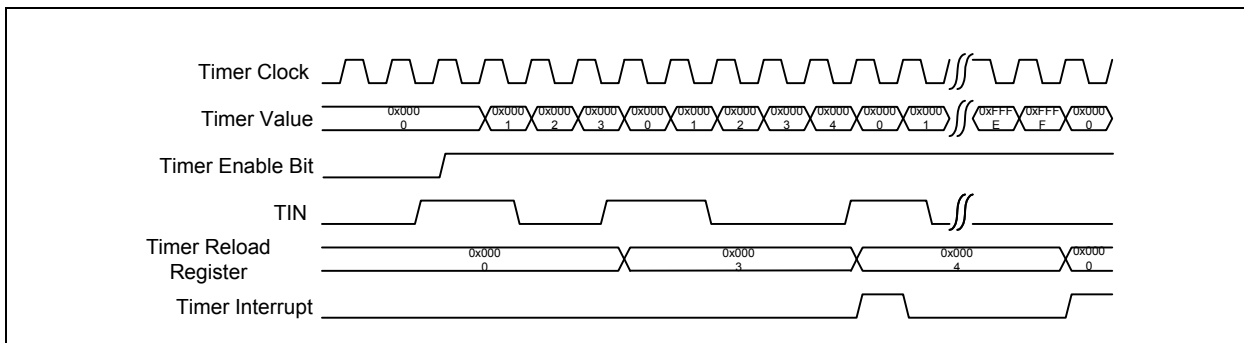 Timer Clock
Timer Value
0x000
0
0x000
1
0x000
2
0x000
3
0x000
0
0x000
1
0x000
2
0x000
3
0x000
4
0x000
0
0x000
1
0xFFF
E
0xFFF
F
0x000
0
Timer Enable Bit
TIN
Timer Reload
Register
0x000
0
0x000
3
0x000
4
0x000
0
Timer Interrupt